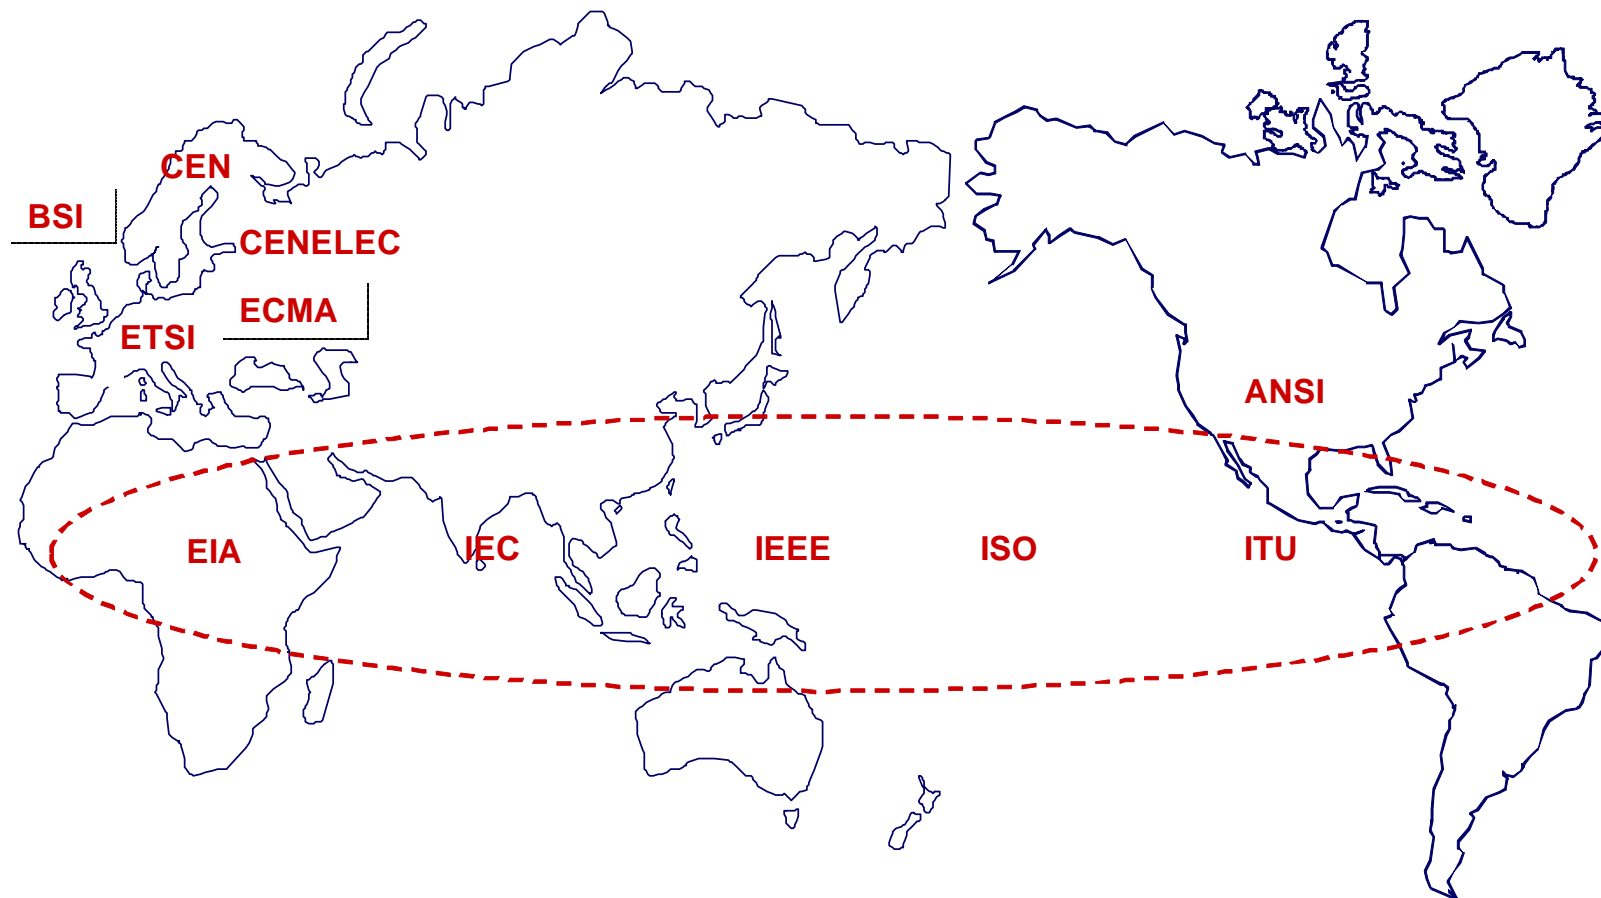 CEN
BSI
CENELEC
ECMA
ETSI
ANSI
EIA
IEC
IEEE
ISO
ITU